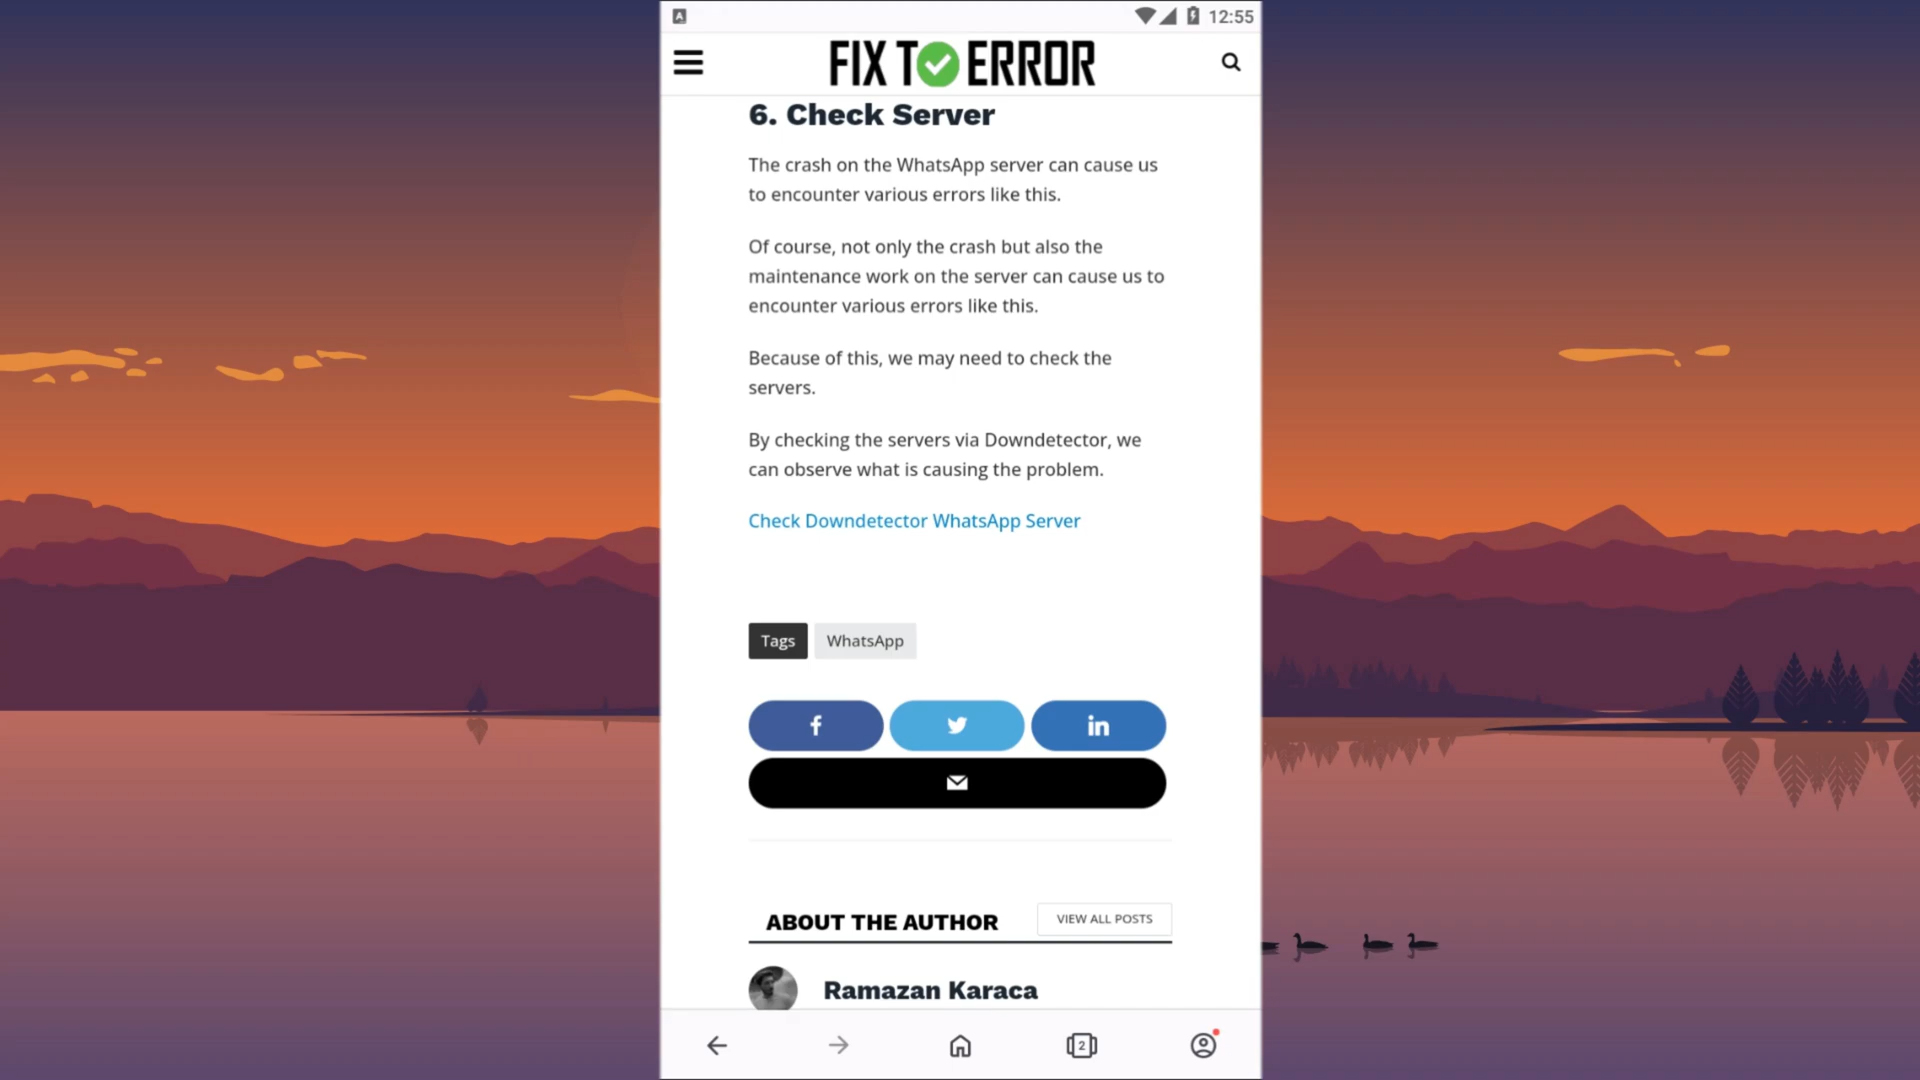 A
12:55
FIX TO ERROR
6. Check Server
The crash on the WhatsApp server can cause us
to encounter various errors like this.
Of course, not only the crash but also the
maintenance work on the server can cause us to
encounter various errors like this.
Because of this, we may need to check the
servers.
By checking the servers via Downdetector, we
can observe what is causing the problem.
Check Downdetector WhatsApp Server
Tags WhatsApp
f in
ABOUT THE AUTHOR VIEW ALL POSTS
Ramazan Karaca
2